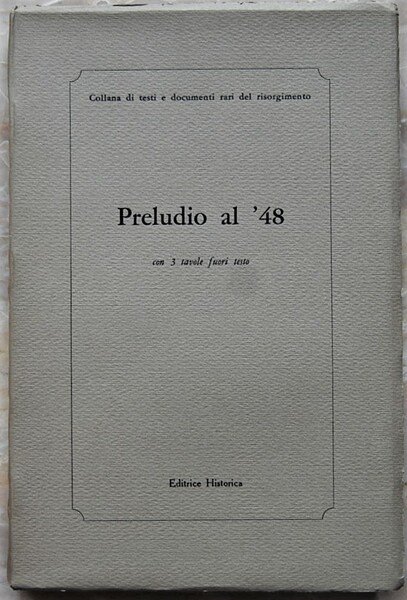 Collana di testi e documenti rari del risorgimento
Preludio al '48
con 3 tavole fuori testo
Editrice Historica